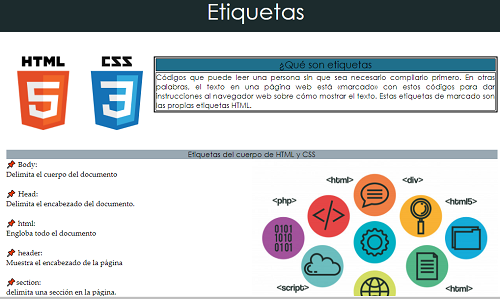 Etiquetas
HTML
5
CSS
3
¿Qué son etiquetas
Códigos que puede leer una persona sin que sea necesario compilarlo primero. En otras
palabras, el texto en una página web está «marcado» con estos códigos para dar
instrucciones al navegador web sobre cómo mostrar el texto. Estas etiquetas de marcado son
las propias etiquetas HTML.
Etiquetas del cuerpo de HTML y CSS
Body:
Delimita el cuerpo del documento
Head:
Delimita el encabezado del documento.
html:
Engloba todo el documento
header:
Muestra el encabezado de la página
section:
delimita una sección en la página.
<html>
<div>
<php>
</>
<html5>
0101
1010
0101
<script>
<html>